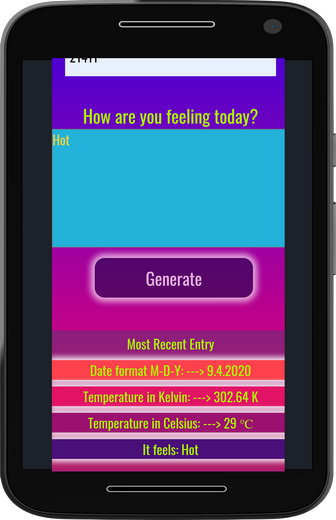 21411
How are you feeling today?
Hot
Generate
Most Recent Entry
Date format M-D-Y: ---> 9.4.2020
Temperature in Kelvin: ---> 302.64 K
Temperature in Celsius: ---> 29 °C
It feels: Hot